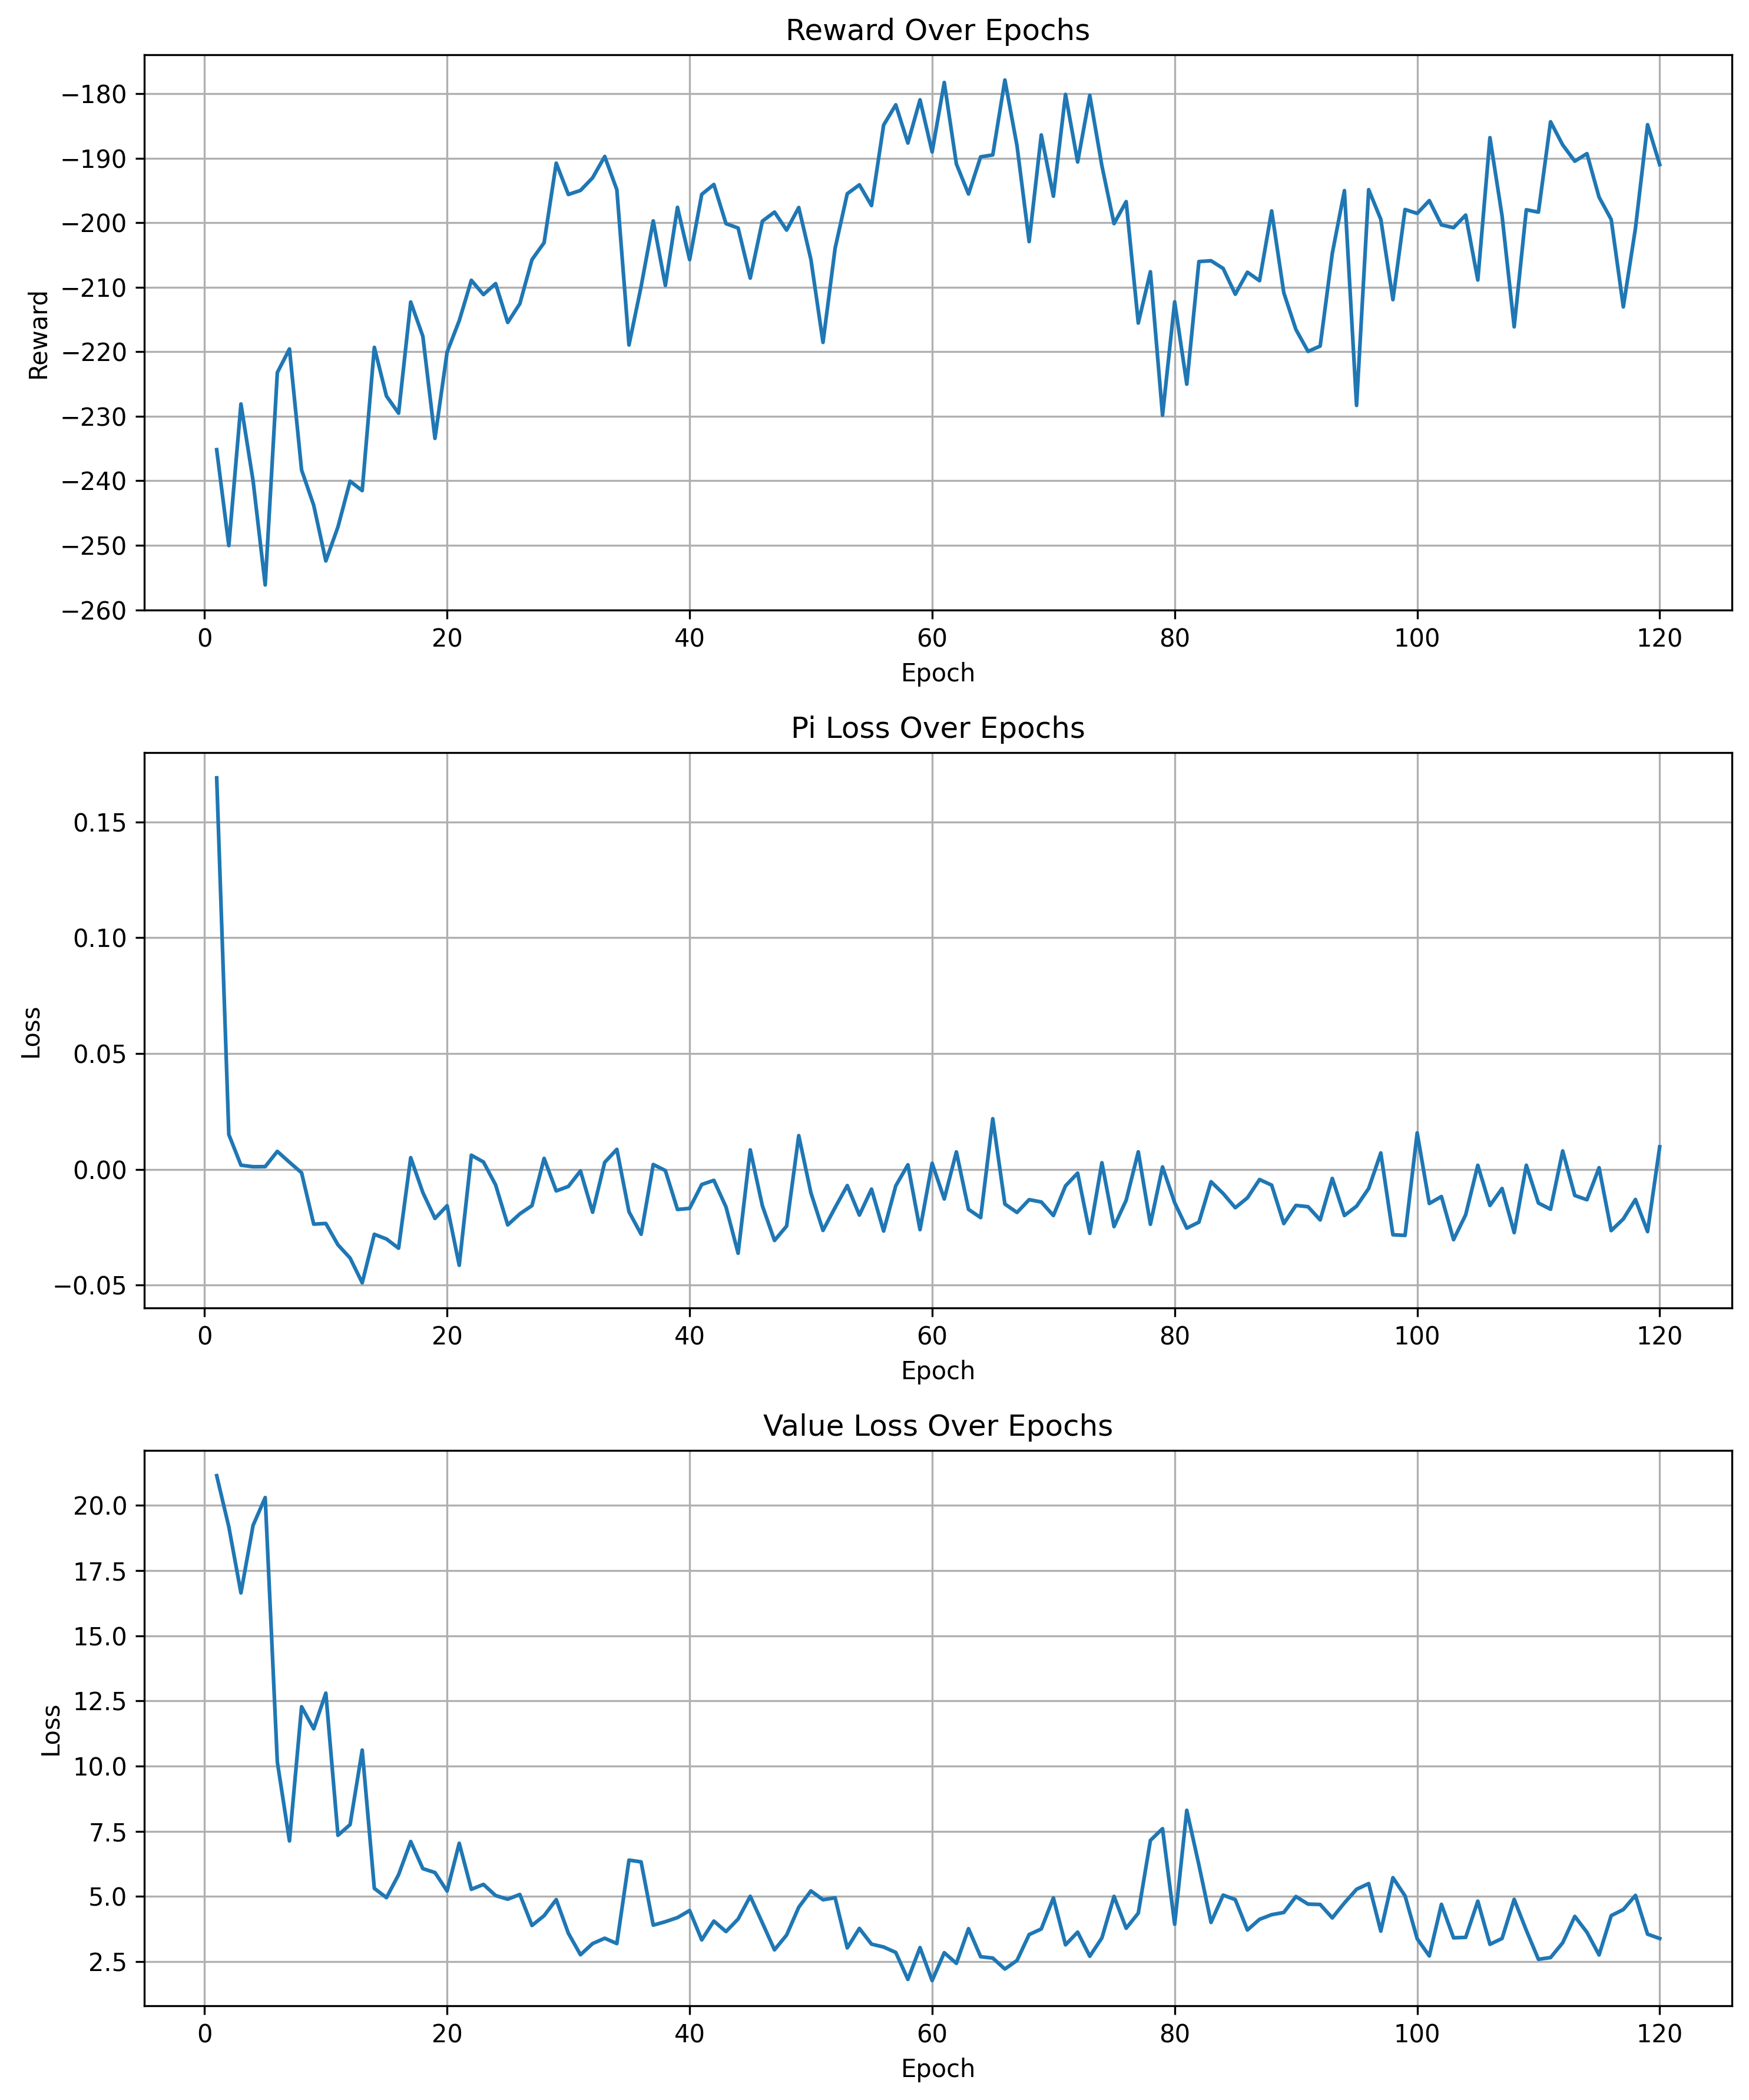 Reward Over Epochs
Reward
−180
−190
−200
−210
−220
−230
−240
−250
−260
0 20 40 60 80 100 120
Epoch
Pi Loss Over Epochs
Loss
0.15
0.10
0.05
0.00
−0.05
0 20 40 60 80 100 120
Epoch
Value Loss Over Epochs
Loss
20.0
17.5
15.0
12.5
10.0
7.5
5.0
2.5
0 20 40 60 80 100 120
Epoch